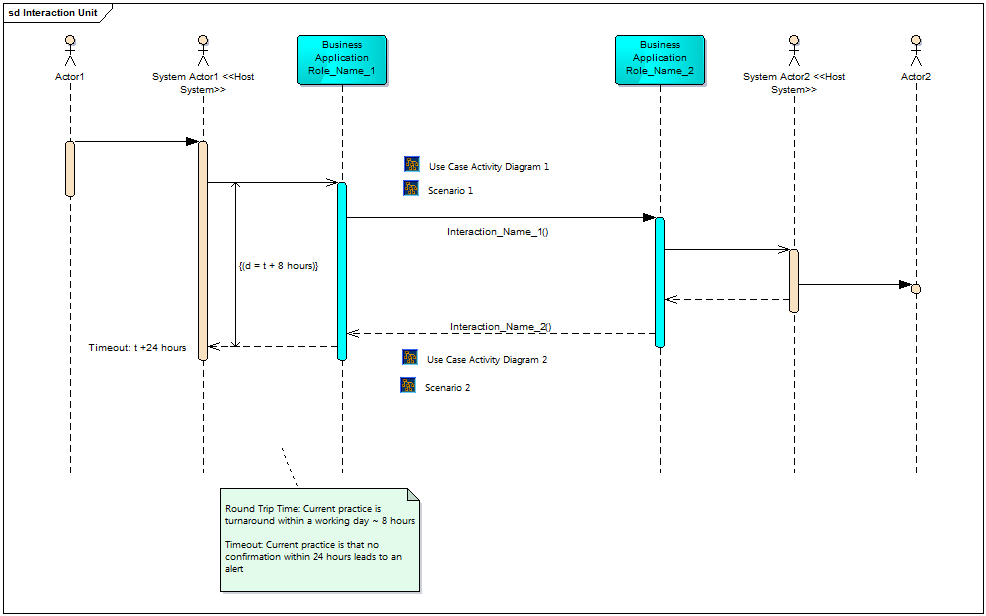 sd Interaction Unit
Actor1
System Actor1 <<Host
System>>
Business
Application
Role_Name_1
Business
Application
Role_Name_2
System Actor2 <<Host
System>>
Actor2
Use Case Activity Diagram 1
Scenario 1
Interaction_Name_1()
{(d = t + 8 hours)}
Interaction_Name_2()
Timeout: t +24 hours
Use Case Activity Diagram 2
Scenario 2
Round Trip Time: Current practice is
turnaround within a working day ~ 8 hours
Timeout: Current practice is that no
confirmation within 24 hours leads to an
alert